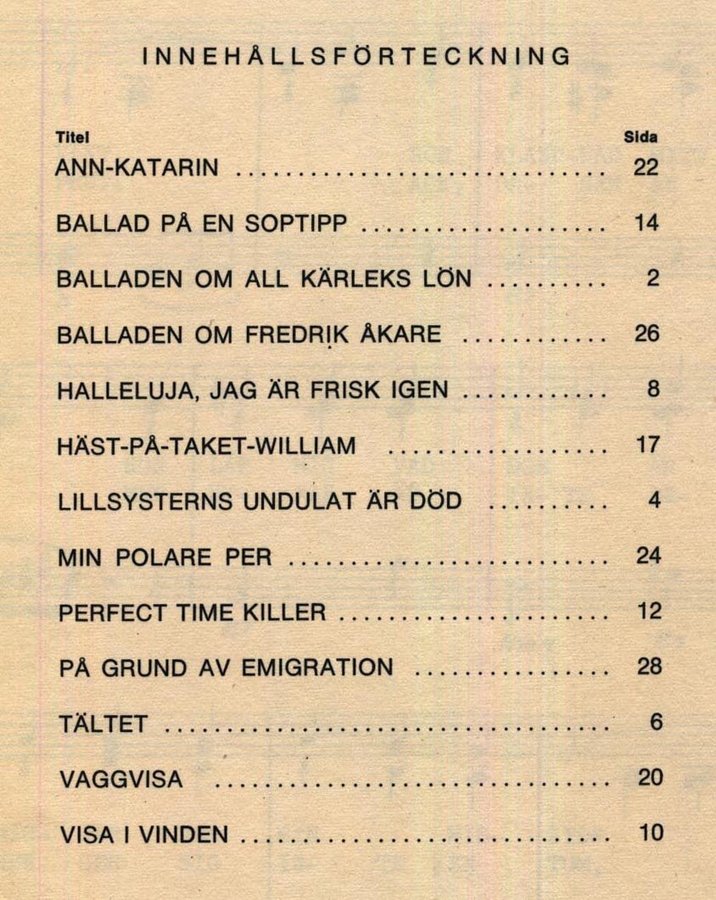 INNEHÅLLSFÖRTECKNING
Titel Sida
ANN-KATARIN .............................. 22
BALLAD PÅ EN SOPTIPP .................... 14
BALLADEN OM ALL KÄRLEKS LÖN .......... 2
BALLADEN OM FREDRIK ÅKARE ............ 26
HALLELUJA, JAG ÄR FRISK IGEN ............ 8
HÄST-PÅ-TAKET-WILLIAM .................. 17
LILLSYSTERNS UNDULAT ÄR DÖD .......... 4
MIN POLARE PER .......................... 24
PERFECT TIME KILLER ...................... 12
PÅ GRUND AV EMIGRATION ................ 28
TÄLTET .................................... 6
VAGGVISA ................................ 20
VISA I VINDEN .............................. 10